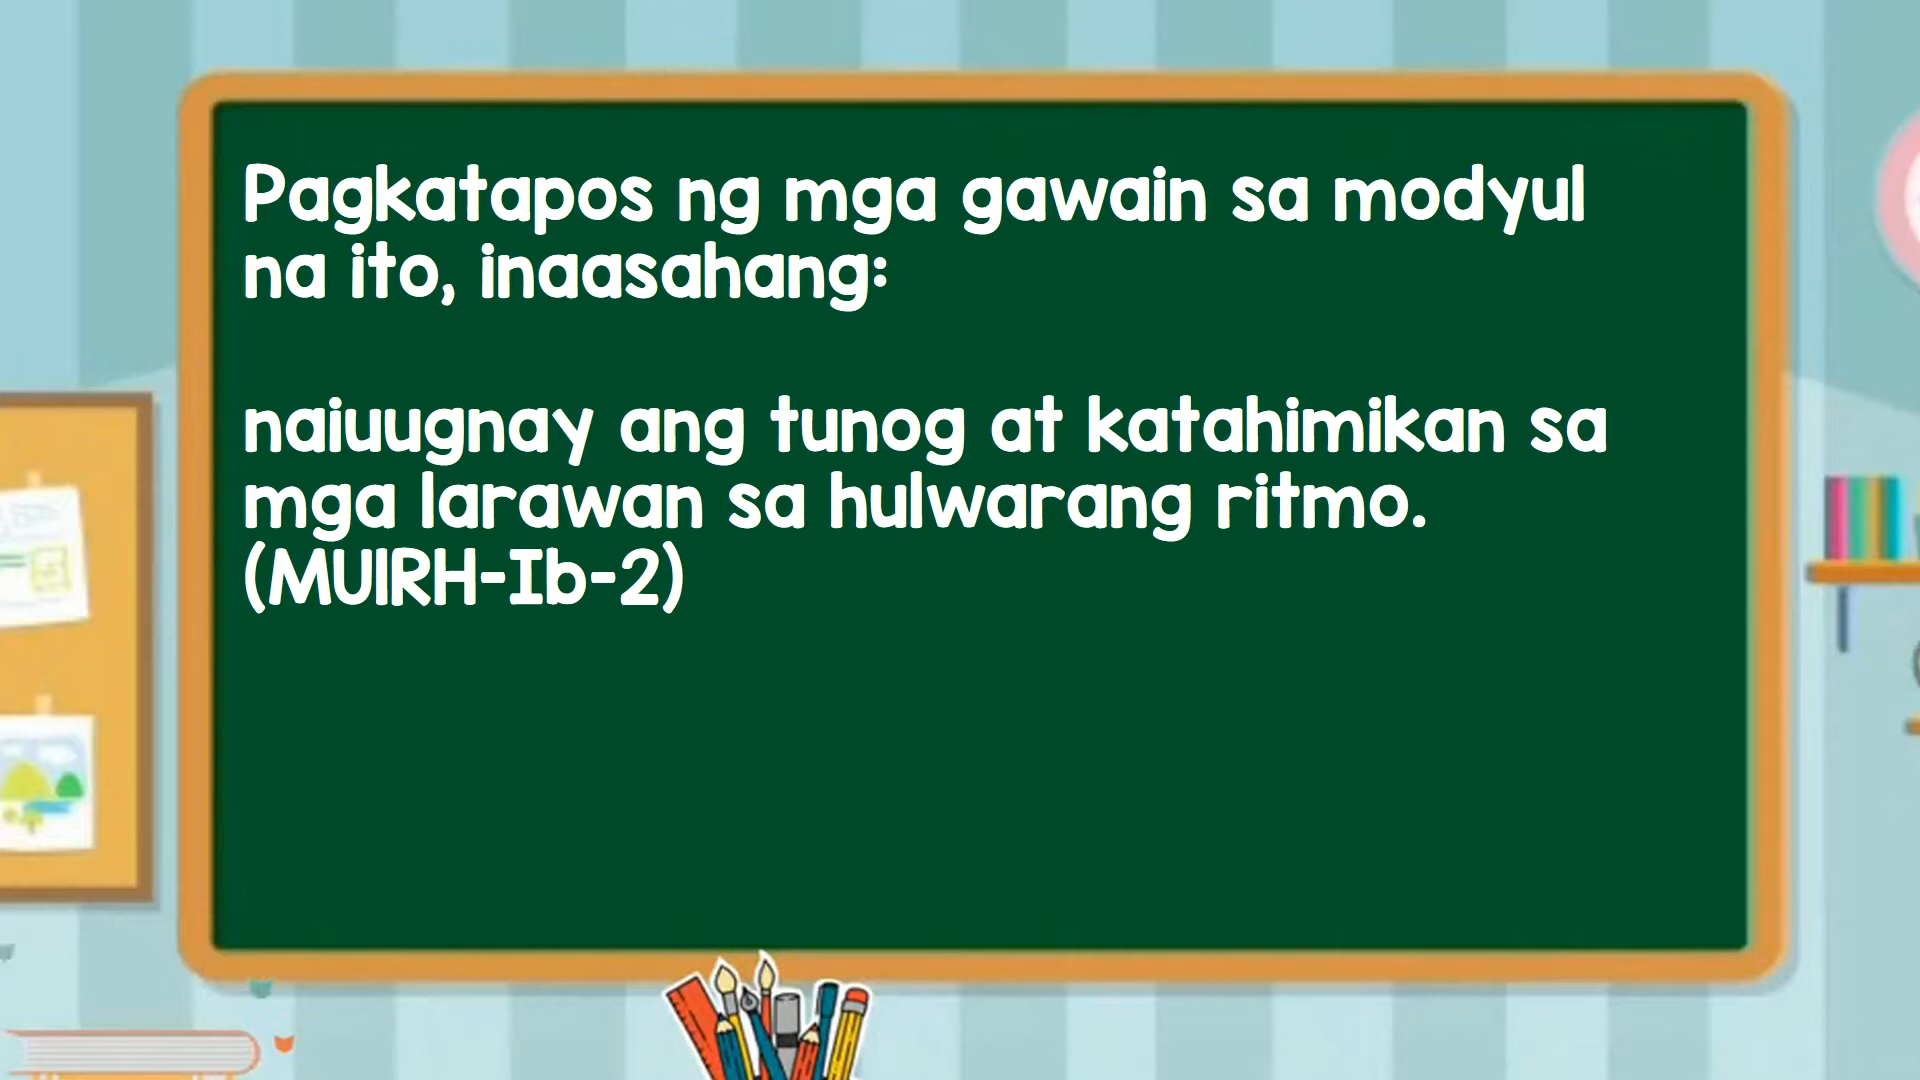 Pagkatapos ng mga gawain sa modyul
na ito, inaasahang:
naiuugnay ang tunog at katahimikan sa
mga larawan sa hulwarang ritmo.
(MU1RH-Ib-2)